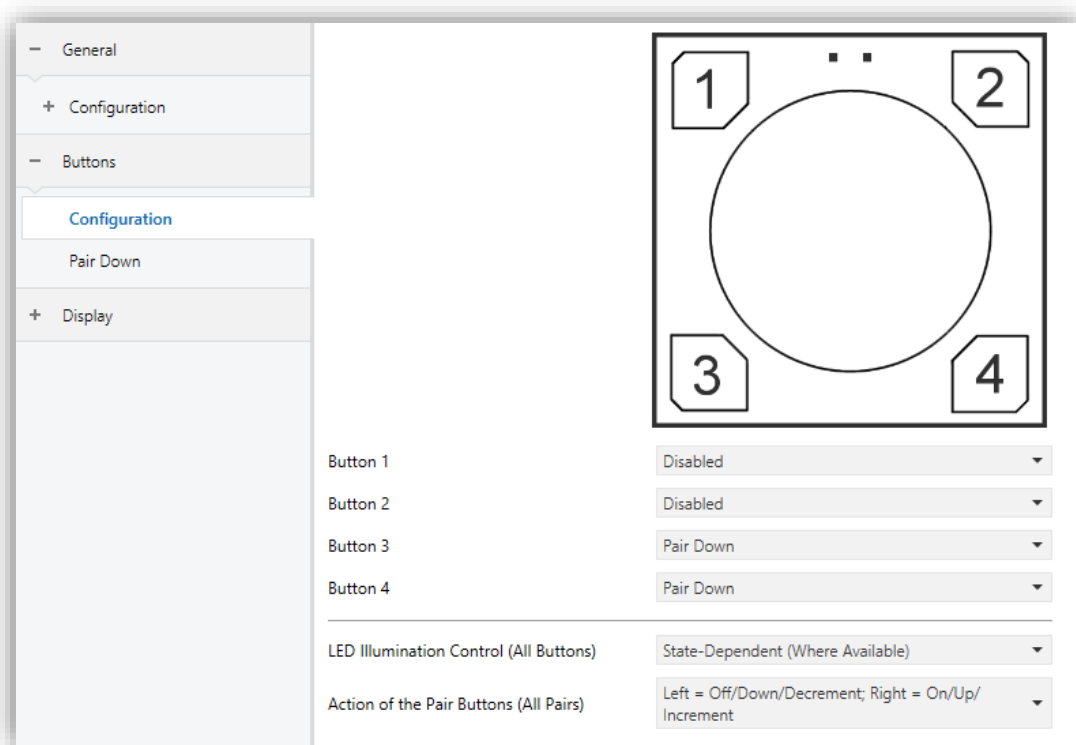 General
Configuration
Buttons
Configuration
Pair Down
Display
1
2
3
4
Button 1 Disabled
Button 2 Disabled
Button 3 Pair Down
Button 4 Pair Down
LED Illumination Control (All Buttons) State-Dependent (Where Available)
Action of the Pair Buttons (All Pairs) Left = Off/Down/Decrement; Right = On/Up/
Increment